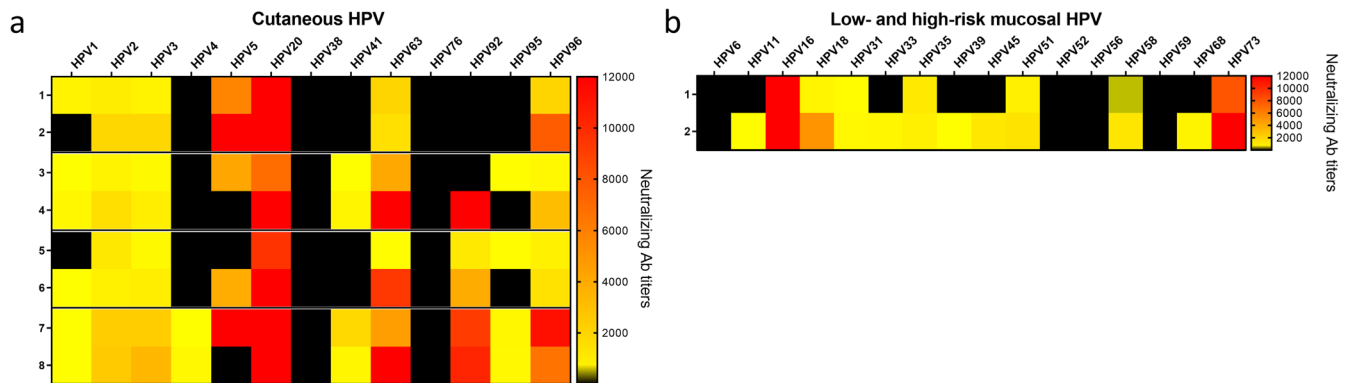 a
Cutaneous HPV
HPV1 HPV2 HPV3 HPV4 HPV5 HPV20 HPV38 HPV41 HPV63 HPV76 HPV92 HPV95 HPV96
1
2
3
4
5
6
7
8
12000
10000
8000
6000
4000
2000
Neutralizing Ab titers
b
Low- and high-risk mucosal HPV
HPV6 HPV11 HPV16 HPV18 HPV31 HPV33 HPV35 HPV39 HPV45 HPV51 HPV52 HPV56 HPV58 HPV59 HPV68 HPV73
1
2
12000
10000
8000
6000
4000
2000
Neutralizing Ab titers